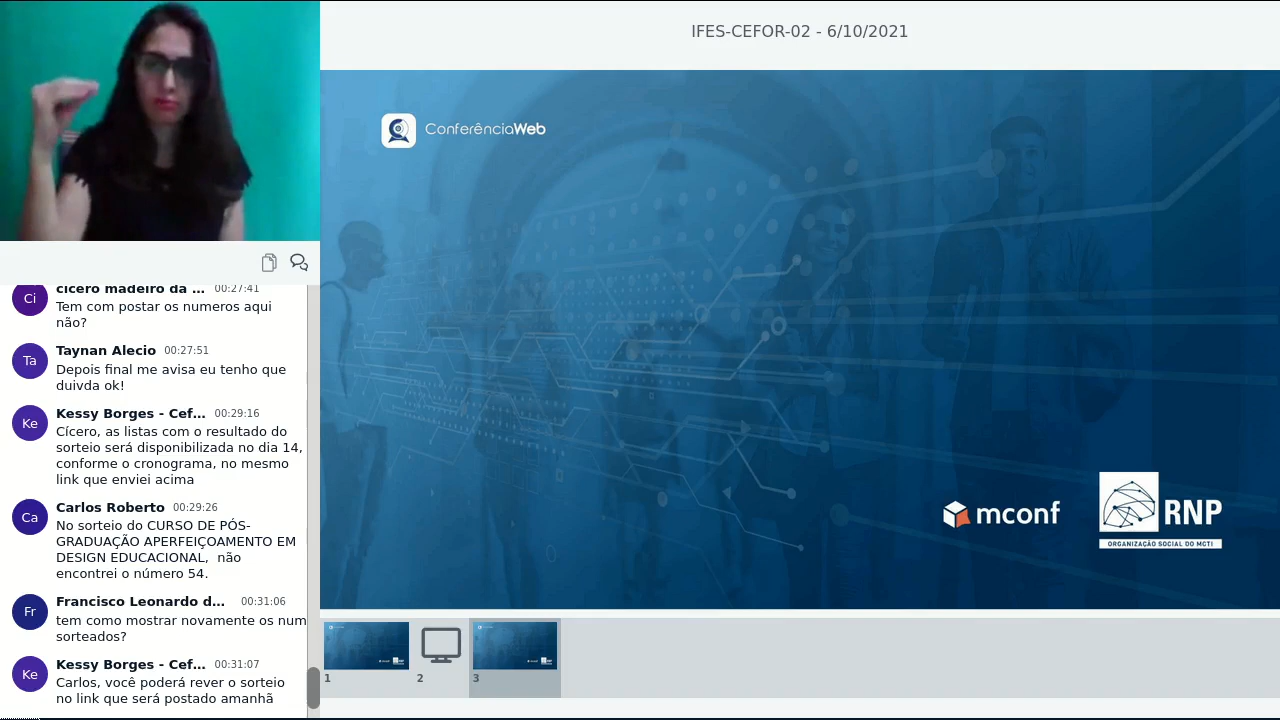 IFES-CEFOR-02 - 6/10/2021
ConferênciaWeb
mconf
RNP
ORGANIZAÇÃO SOCIAL DO MCTI
Ci
cicero madeiro da ... 00:27:41
Tem com postar os numeros aqui
não?
Ta
Taynan Alecio 00:27:51
Depois final me avisa eu tenho que
duivda ok!
Ke
Kessy Borges - Cef... 00:29:16
Cícero, as listas com o resultado do
sorteio será disponibilizada no dia 14,
conforme o cronograma, no mesmo
link que enviei acima
Ca
Carlos Roberto 00:29:26
No sorteio do CURSO DE PÓS-
GRADUAÇÃO APERFEIÇOAMENTO EM
DESIGN EDUCACIONAL, não
encontrei o número 54.
Fr
Francisco Leonardo d... 00:31:06
tem como mostrar novamente os num
sorteados?
Ke
Kessy Borges - Cef... 00:31:07
Carlos, você poderá rever o sorteio
no link que será postado amanhã
1
2
3